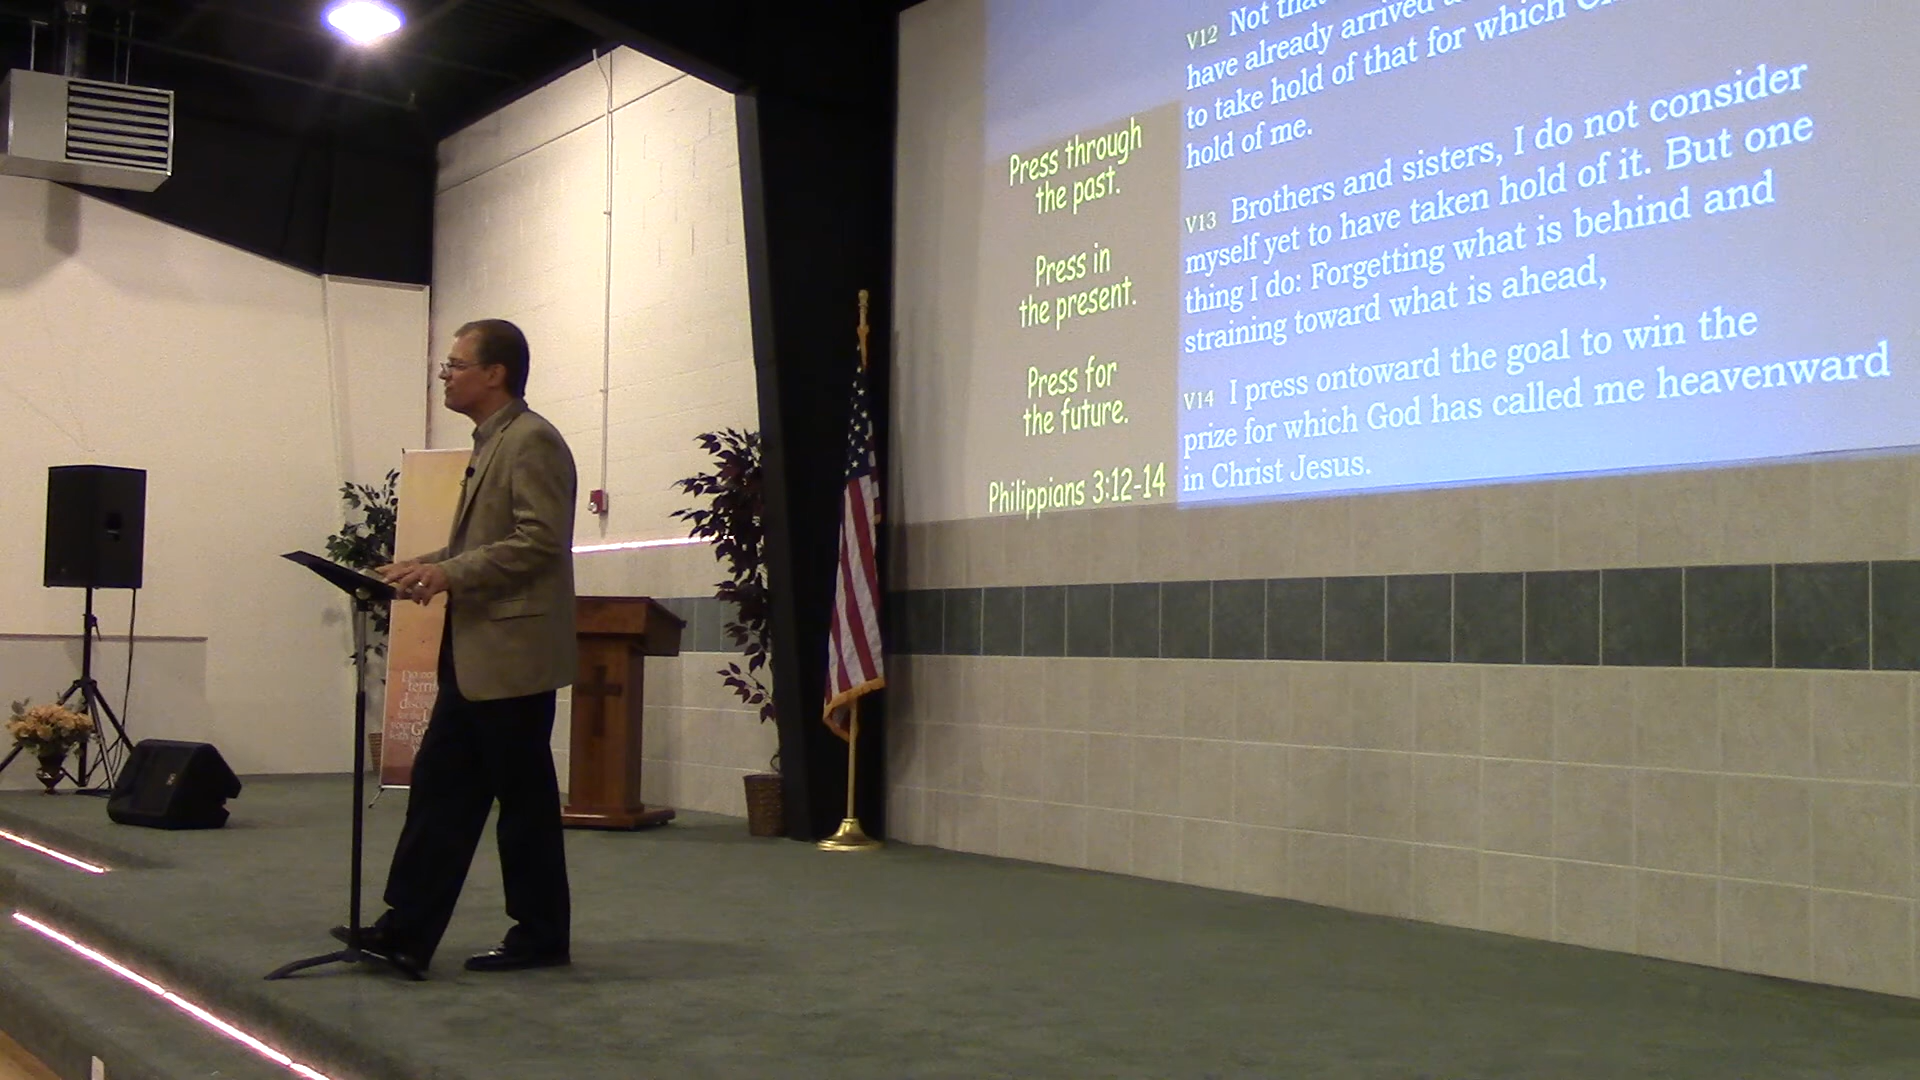 Press through
the past.
Press in
the present.
Press for
the future.
Philippians 3:12-14
V12 Not that
have already arrived
to take hold of that for which
hold of me.
V13 Brothers and sisters, I do not consider
myself yet to have taken hold of it. But one
thing I do: Forgetting what is behind and
straining toward what is ahead,
V14 I press ontoward the goal to win the
prize for which God has called me heavenward
in Christ Jesus.